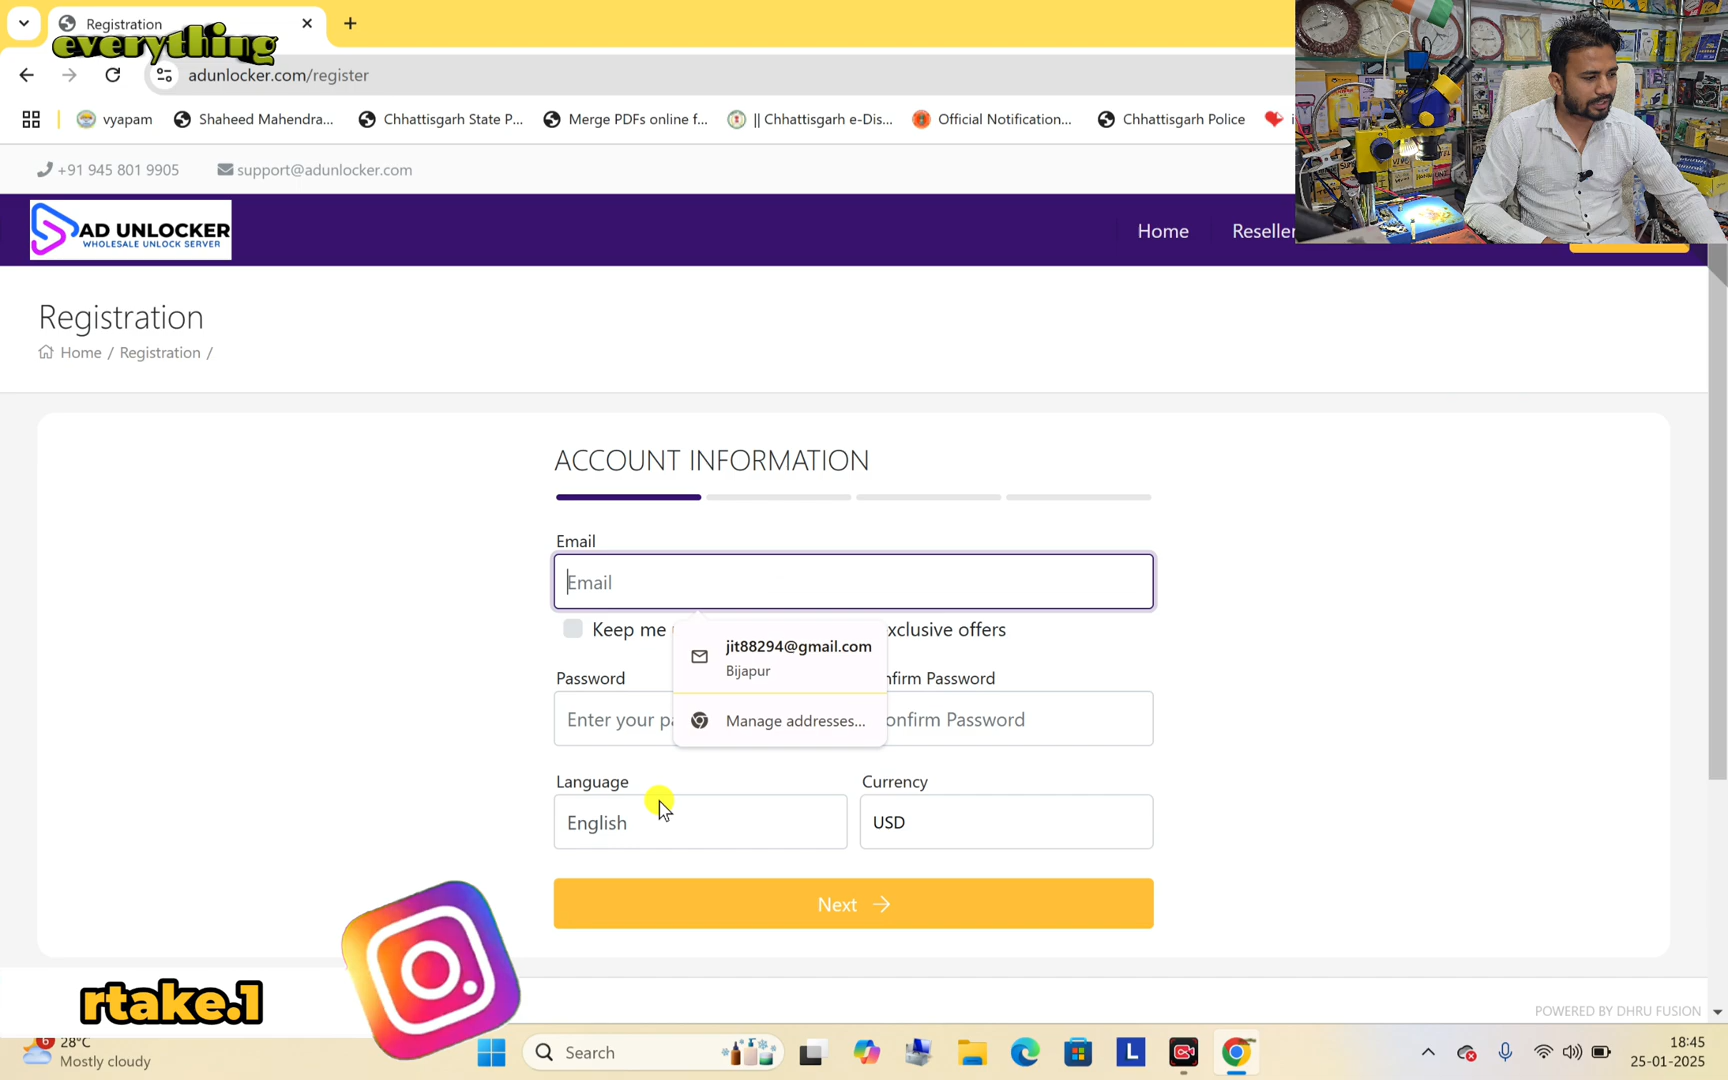 Registration
everything
adunlocker.com/register
vyapam
Shaheed Mahendra...
Chhattisgarh State P...
Merge PDFs online f...
|| Chhattisgarh e-Dis...
Official Notification...
Chhattisgarh Police
+91 945 801 9905
support@adunlocker.com
AD UNLOCKER
WHOLESALE UNLOCK SERVER
Home
Reseller
Registration
Home / Registration /
ACCOUNT INFORMATION
Email
Email
Keep me
xclusive offers
jit88294@gmail.com
Bijapur
Manage addresses...
Password
nfirm Password
Enter your pa
onfirm Password
Language
Currency
English
USD
Next
rtake.1
POWERED BY DHRU FUSION
6
28°C
Mostly cloudy
Search
L
18:45
25-01-2025